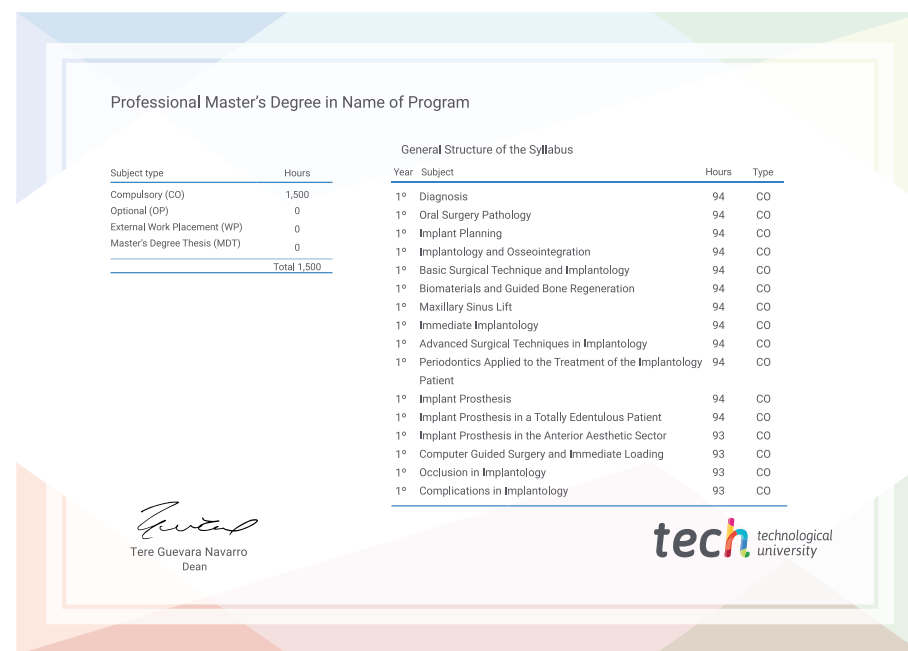 Professional Master's Degree in Name of Program
Subject type Hours
Compulsory (CO) 1,500
Optional (OP) 0
External Work Placement (WP) 0
Master's Degree Thesis (MDT) 0
Total 1,500
General Structure of the Syllabus
Year Subject Hours Type
1º Diagnosis 94 CO
1º Oral Surgery Pathology 94 CO
1º Implant Planning 94 CO
1º Implantology and Osseointegration 94 CO
1º Basic Surgical Technique and Implantology 94 CO
1º Biomaterials and Guided Bone Regeneration 94 CO
1º Maxillary Sinus Lift 94 CO
1º Immediate Implantology 94 CO
1º Advanced Surgical Techniques in Implantology 94 CO
1º Periodontics Applied to the Treatment of the Implantology 94 CO
Patient
1º Implant Prosthesis 94 CO
1º Implant Prosthesis in a Totally Edentulous Patient 94 CO
1º Implant Prosthesis in the Anterior Aesthetic Sector 93 CO
1º Computer Guided Surgery and Immediate Loading 93 CO
1º Occlusion in Implantology 93 CO
1º Complications in Implantology 93 CO
Tere Guevara Navarro
Dean
tech technological
university